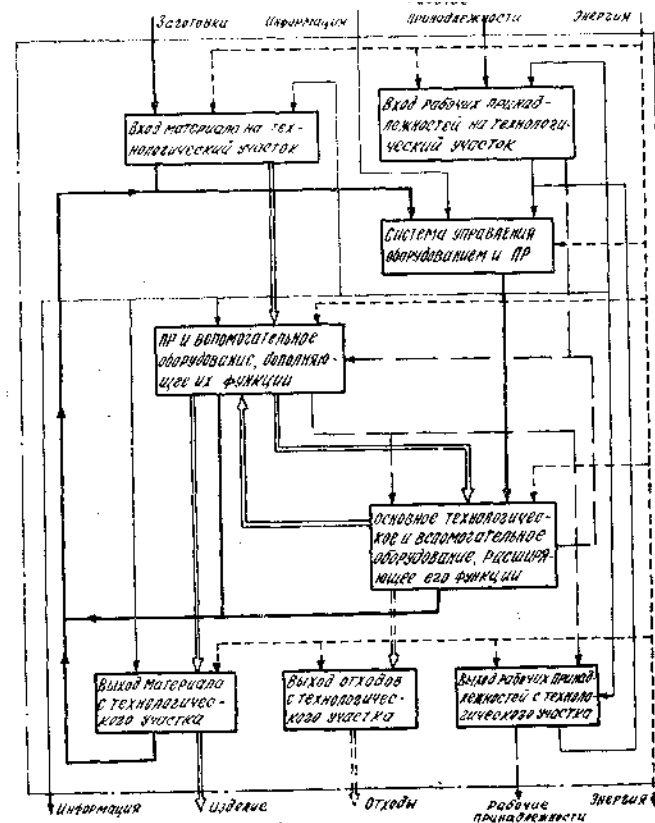 Заготовки
Информация
принадлежности
Энергия
Вход материала на тех-
нологический участок
Вход рабочих принад-
лежностей на технологи-
ческий участок
Система управления
оборудованием и ПР
ПР и вспомогательное
оборудование, дополняю-
щее их функции
Основное технологичес-
кое и вспомогательное
оборудование, расширя-
ющее его функции
Выход материала
с технологичес-
кого участка
Выход отходов
с технологичес-
кого участка
Выход рабочих принад-
лежностей с техноло-
гического участка
Информация
Изделие
Отходы
Рабочие
принадлежности
Энергия